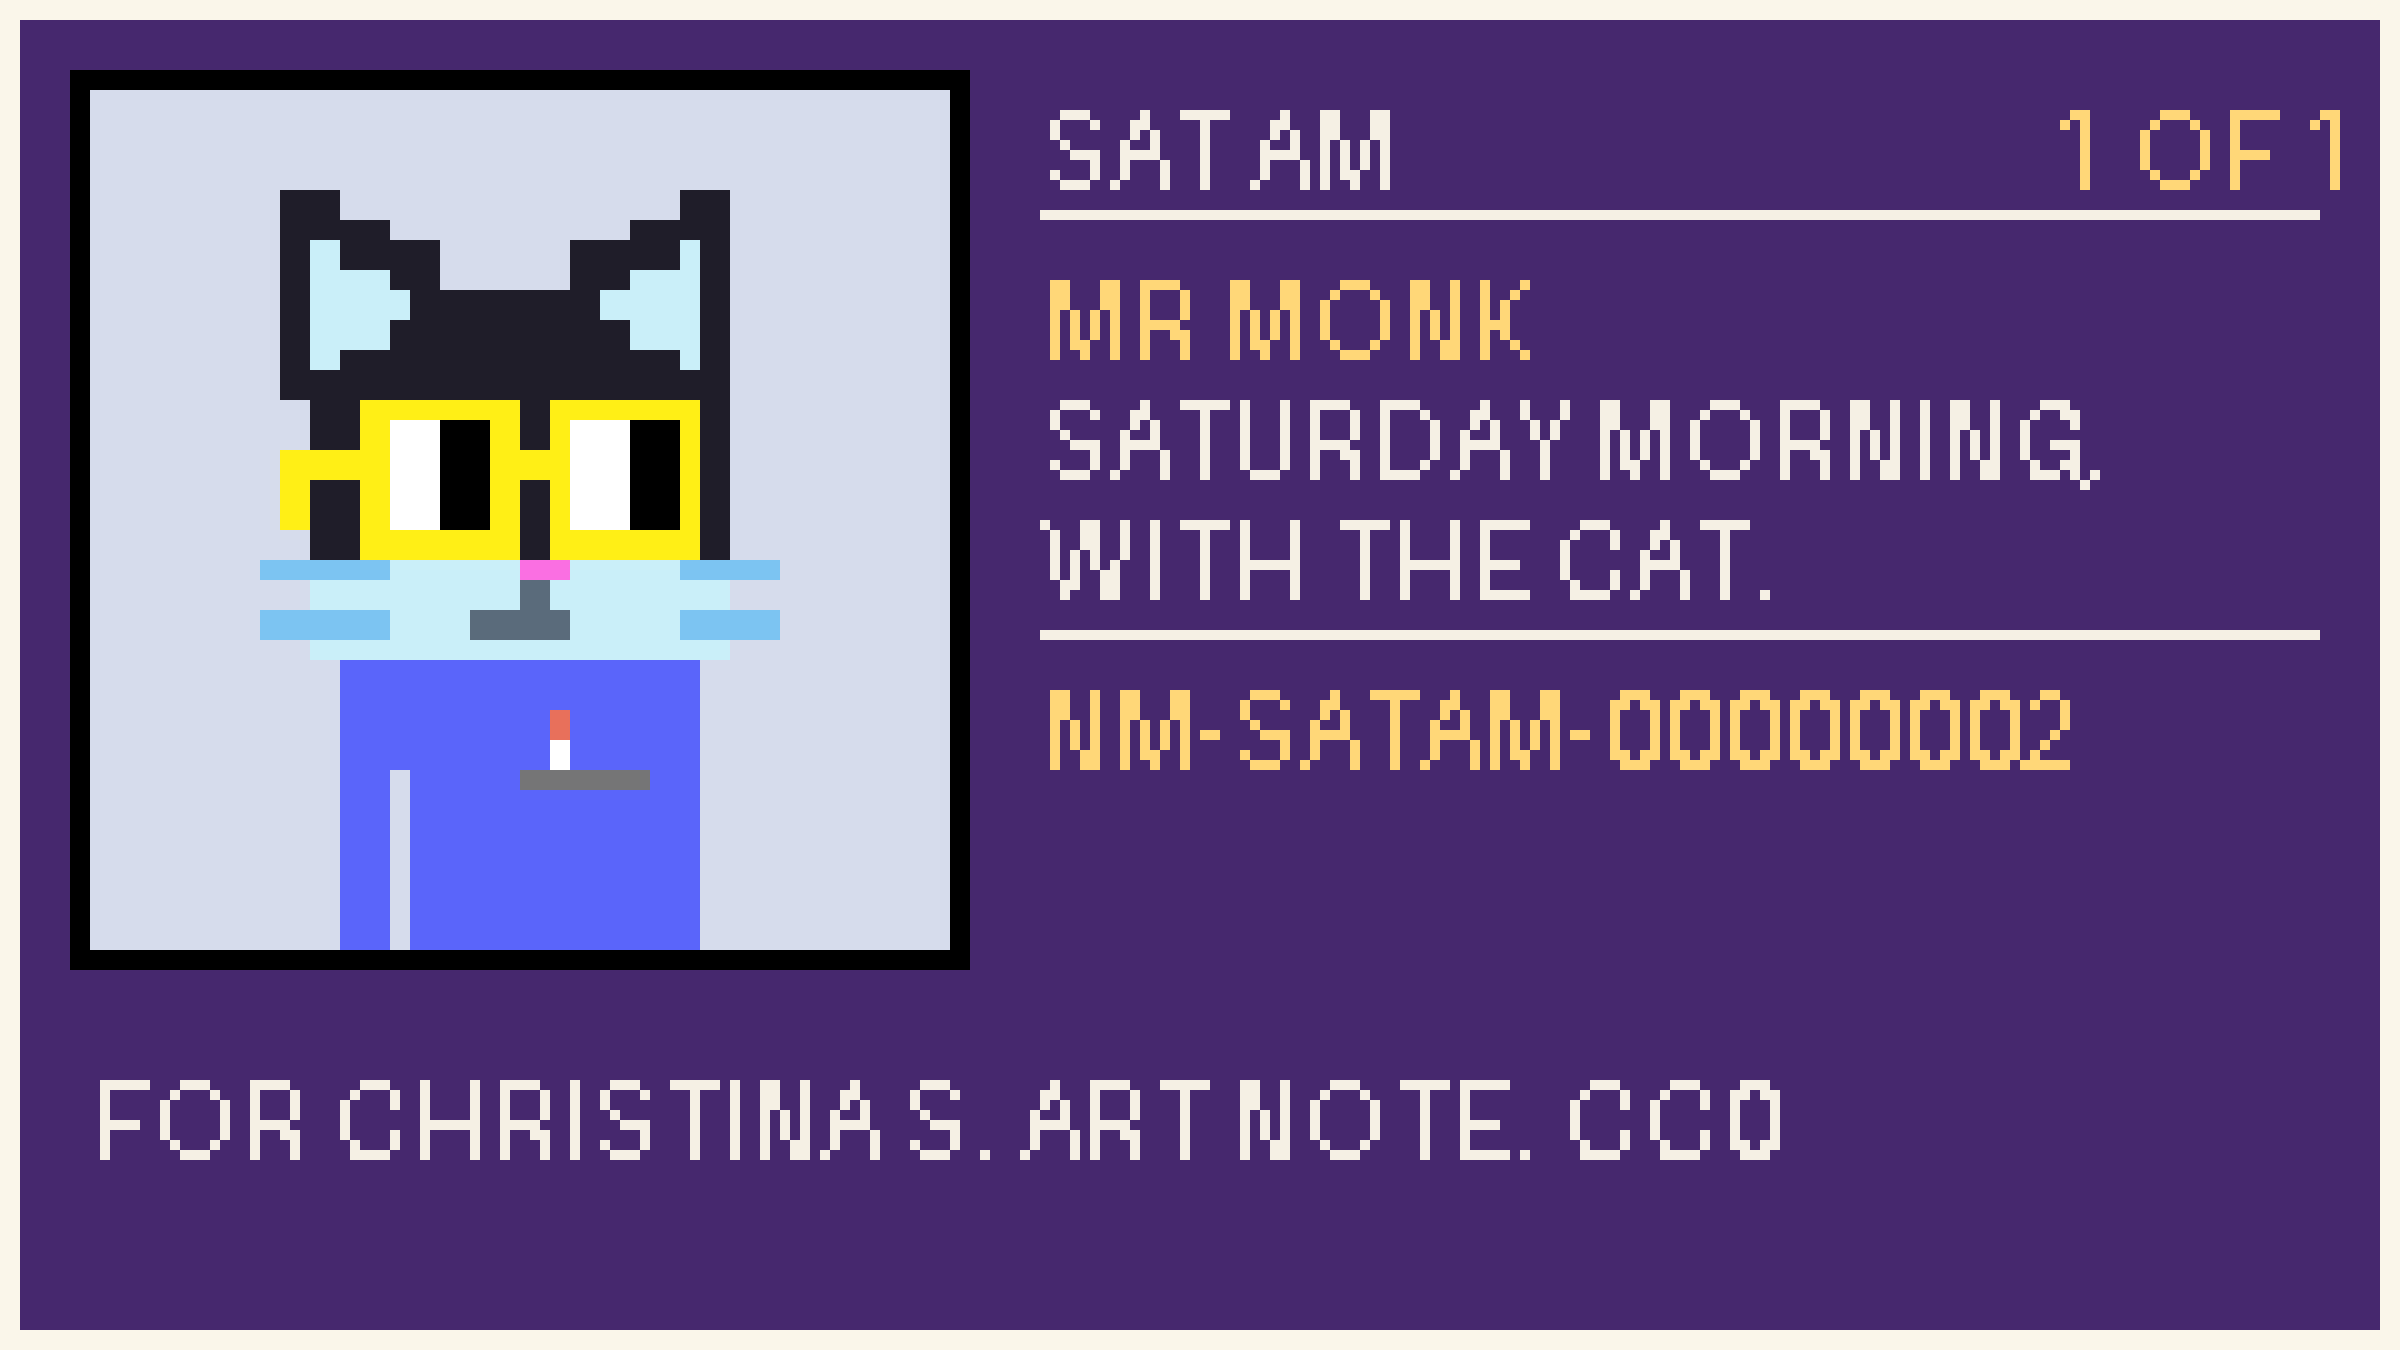 SAT AM
1 OF 1
MR MONK
SATURDAY MORNING,
WITH THE CAT.
NM-SATAM-00000002
FOR CHRISTINA S. ART NOTE. CC0